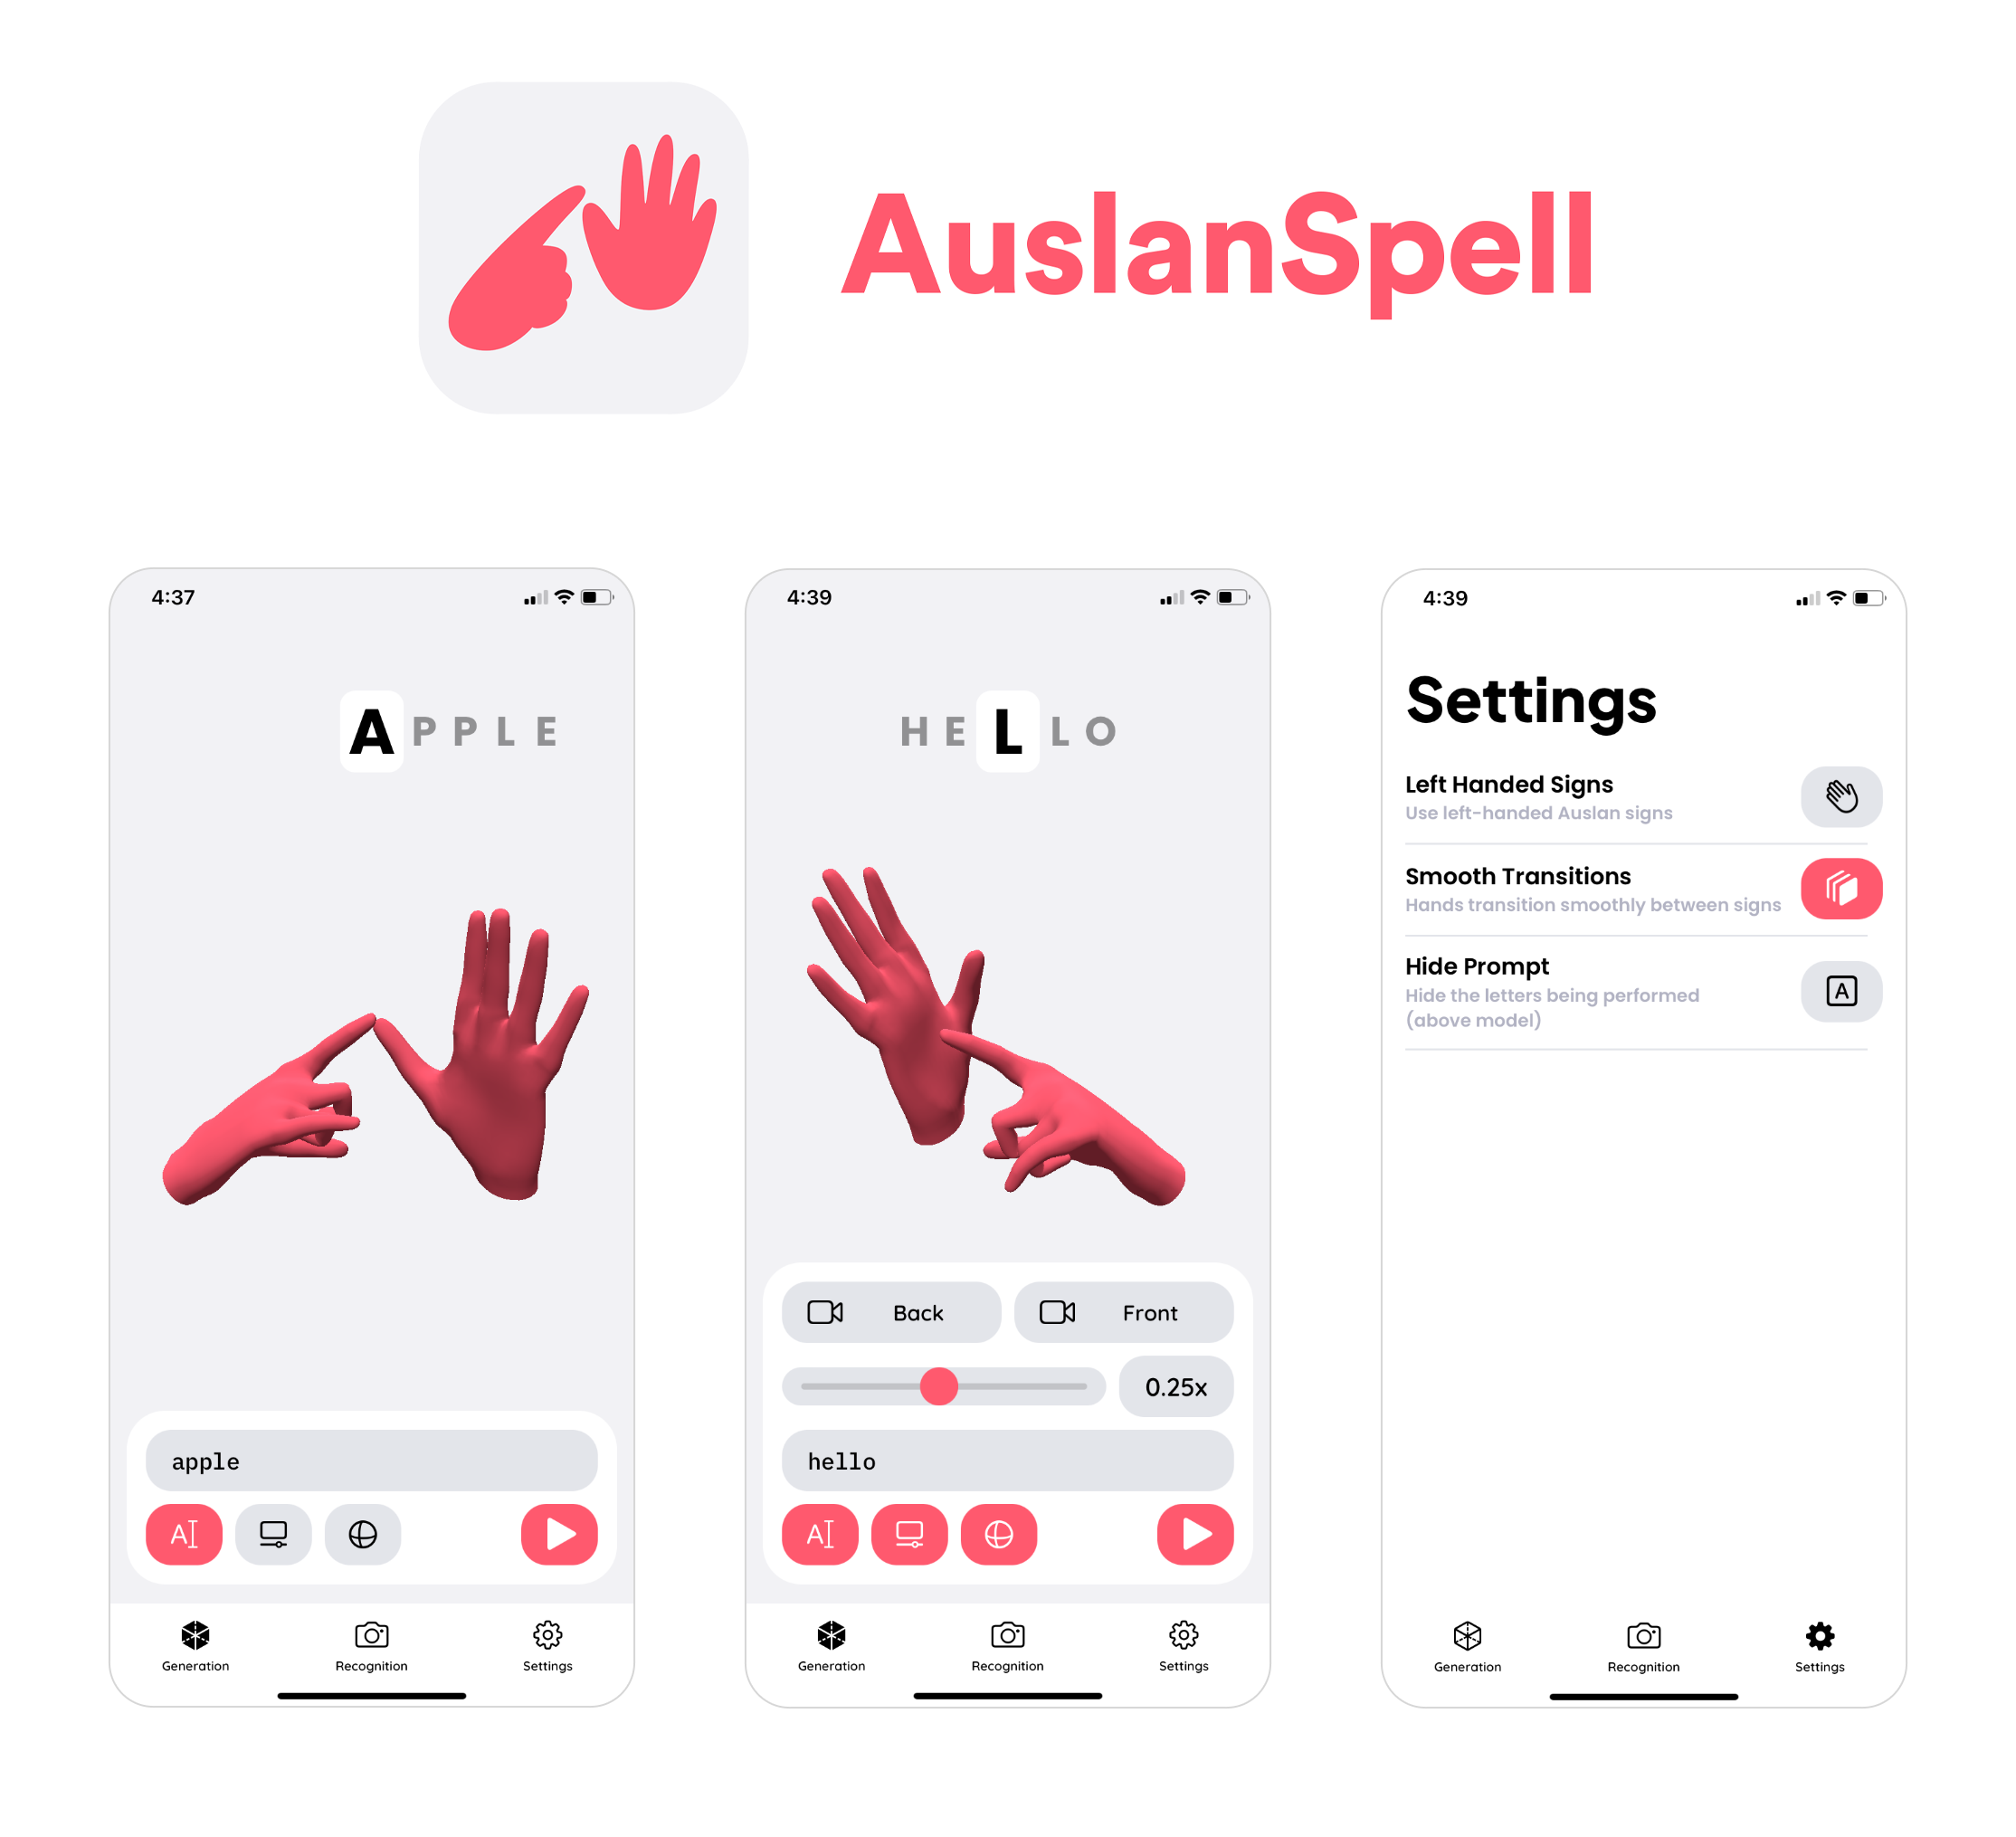 AuslanSpell
4:37
APPLE
apple
AI
Generation
Recognition
Settings
4:39
HELLO
Back
Front
0.25x
hello
AI
Generation
Recognition
Settings
4:39
Settings
Left Handed Signs
Use left-handed Auslan signs
Smooth Transitions
Hands transition smoothly between signs
Hide Prompt
Hide the letters being performed
(above model)
A
Generation
Recognition
Settings